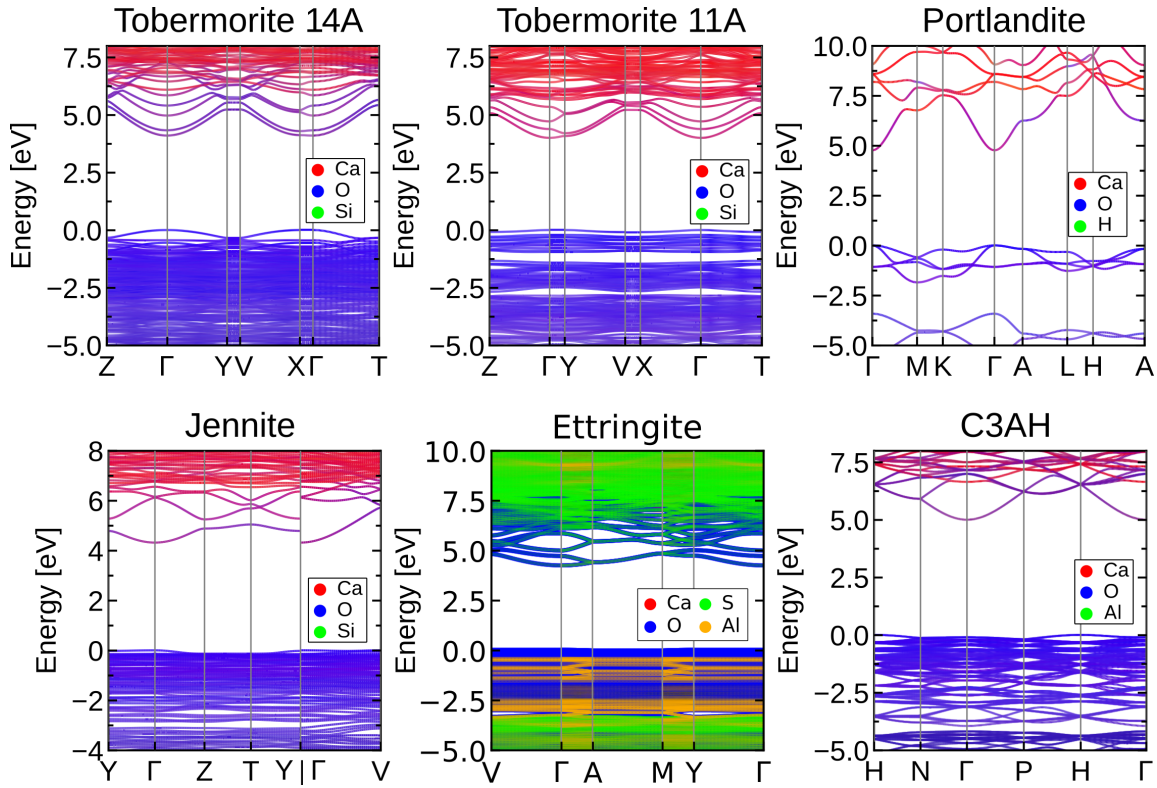 Tobermorite 14A
Energy [eV]
7.5
5.0
2.5
0.0
−2.5
−5.0
Ca
O
Si
Z Γ Y V X Γ T
Tobermorite 11A
Energy [eV]
7.5
5.0
2.5
0.0
−2.5
−5.0
Ca
O
Si
Z Γ Y V X Γ T
Portlandite
Energy [eV]
10.0
7.5
5.0
2.5
0.0
−2.5
−5.0
Ca
O
H
Γ M K Γ A L H A
Jennite
Energy [eV]
8
6
4
2
0
−2
−4
Ca
O
Si
Y Γ Z T Y|Γ V
Ettringite
Energy [eV]
10.0
7.5
5.0
2.5
0.0
−2.5
−5.0
Ca S
O Al
V Γ A M Y Γ
C3AH
Energy [eV]
7.5
5.0
2.5
0.0
−2.5
−5.0
Ca
O
Al
H N Γ P H Γ